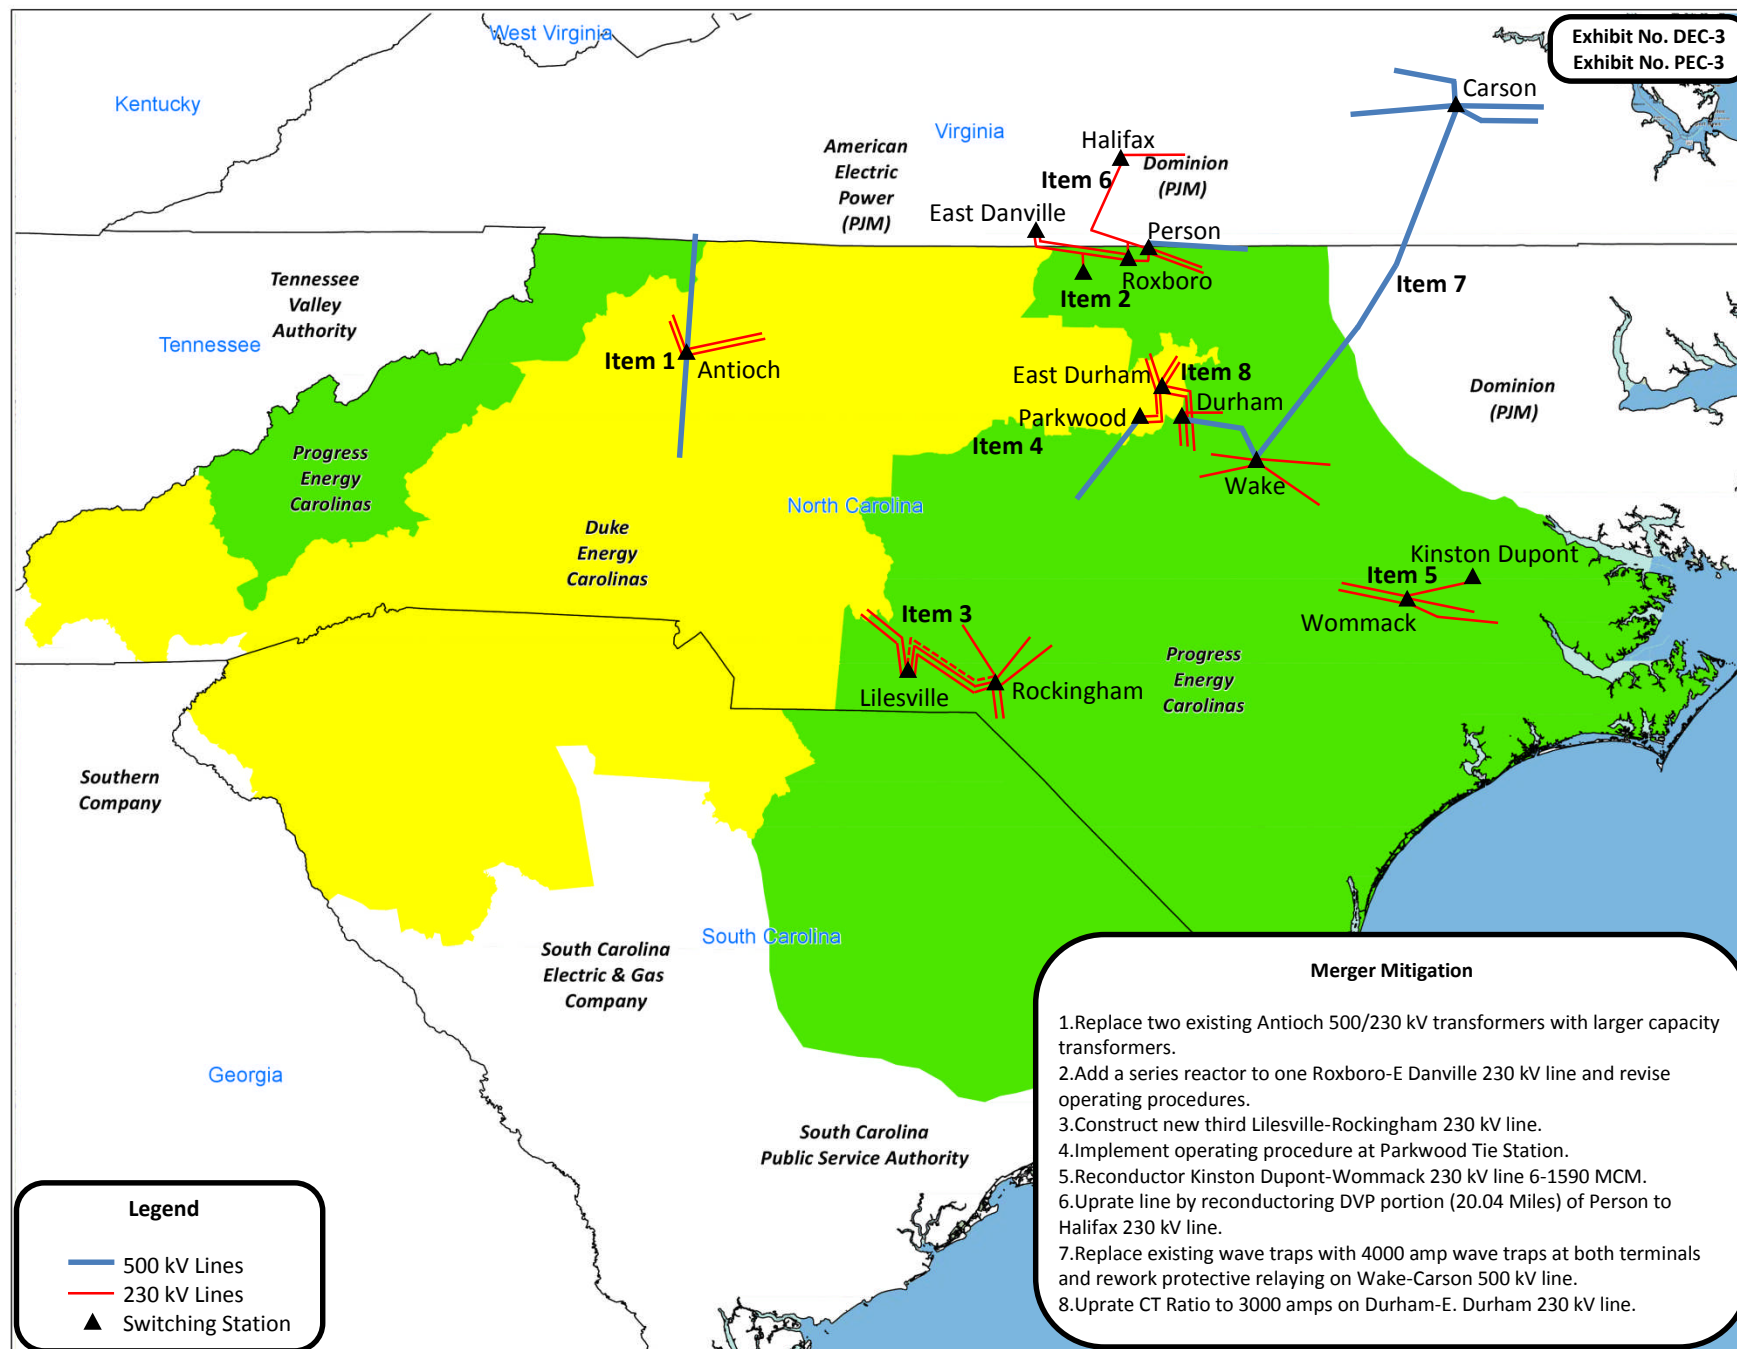 Exhibit No. DEC-3
Exhibit No. PEC-3
West Virginia
Kentucky
Virginia
Carson
Halifax
American
Electric
Power
(PJM)
Dominion
(PJM)
Item 6
East Danville
Person
Roxboro
Item 2
Item 7
Tennessee
Valley
Authority
Tennessee
Item 1
Antioch
East Durham
Item 8
Durham
Parkwood
Item 4
Wake
Dominion
(PJM)
Progress
Energy
Carolinas
North Carolina
Duke
Energy
Carolinas
Kinston Dupont
Item 5
Wommack
Item 3
Lilesville
Rockingham
Progress
Energy
Carolinas
Southern
Company
South Carolina
South Carolina
Electric & Gas
Company
Georgia
South Carolina
Public Service Authority
Merger Mitigation
1.Replace two existing Antioch 500/230 kV transformers with larger capacity
transformers.
2.Add a series reactor to one Roxboro-E Danville 230 kV line and revise
operating procedures.
3.Construct new third Lilesville-Rockingham 230 kV line.
4.Implement operating procedure at Parkwood Tie Station.
5.Reconductor Kinston Dupont-Wommack 230 kV line 6-1590 MCM.
6.Uprate line by reconductoring DVP portion (20.04 Miles) of Person to
Halifax 230 kV line.
7.Replace existing wave traps with 4000 amp wave traps at both terminals
and rework protective relaying on Wake-Carson 500 kV line.
8.Uprate CT Ratio to 3000 amps on Durham-E. Durham 230 kV line.
Legend
500 kV Lines
230 kV Lines
Switching Station